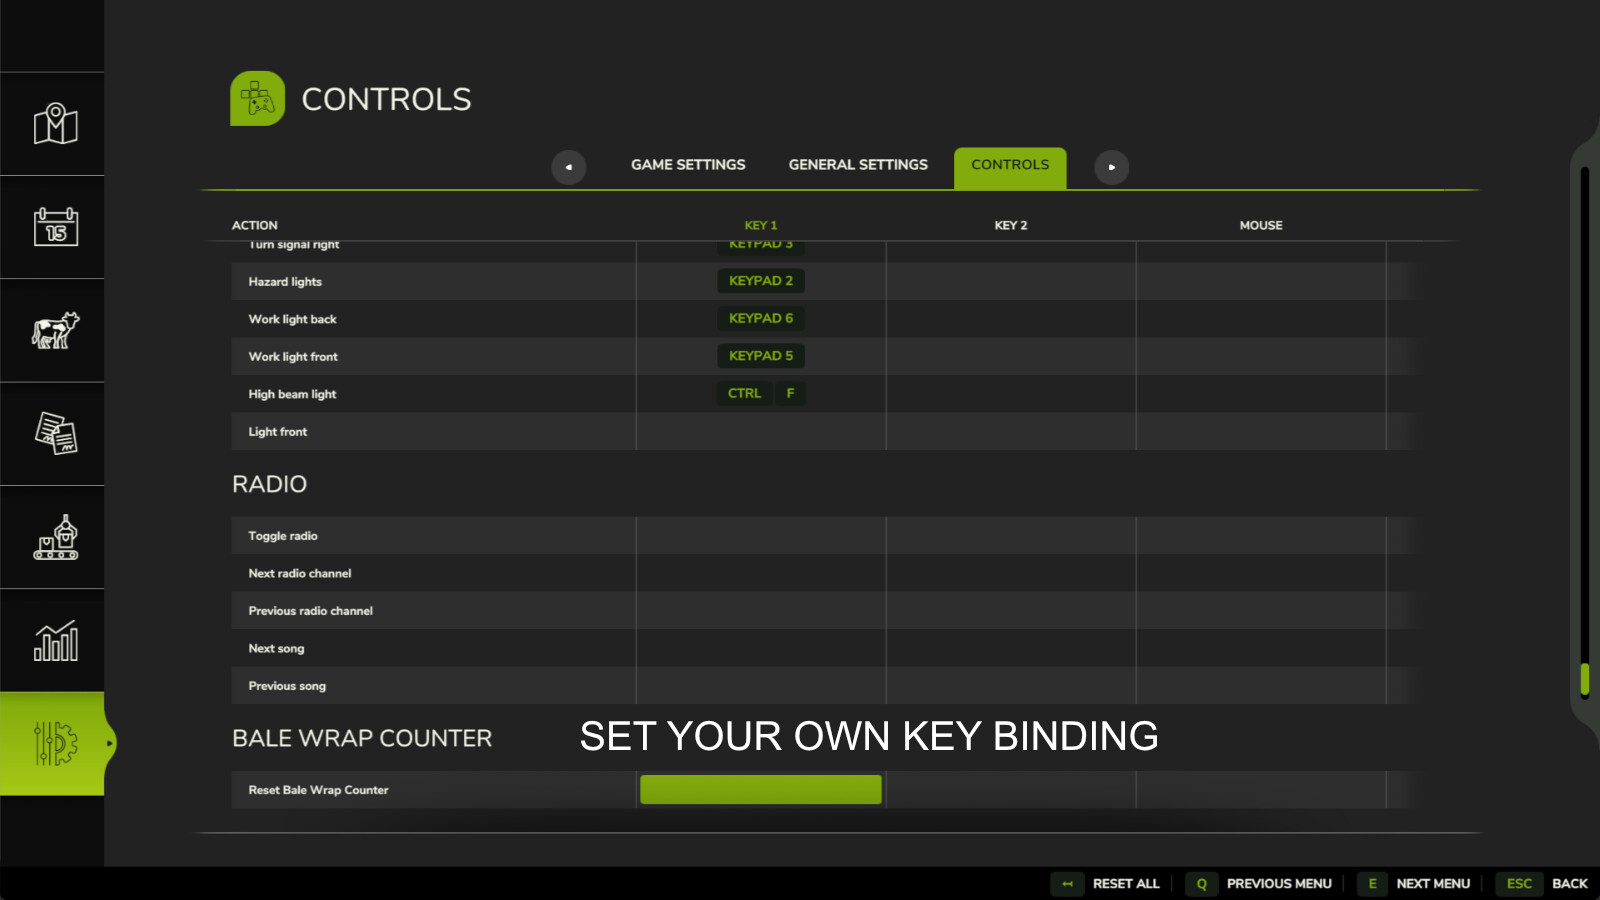 CONTROLS
GAME SETTINGS GENERAL SETTINGS CONTROLS
ACTION KEY 1 KEY 2 MOUSE
Turn signal right KEYPAD 3
Hazard lights KEYPAD 2
Work light back KEYPAD 6
Work light front KEYPAD 5
High beam light CTRL F
Light front
RADIO
Toggle radio
Next radio channel
Previous radio channel
Next song
Previous song
BALE WRAP COUNTER SET YOUR OWN KEY BINDING
Reset Bale Wrap Counter
RESET ALL Q PREVIOUS MENU E NEXT MENU ESC BACK
15